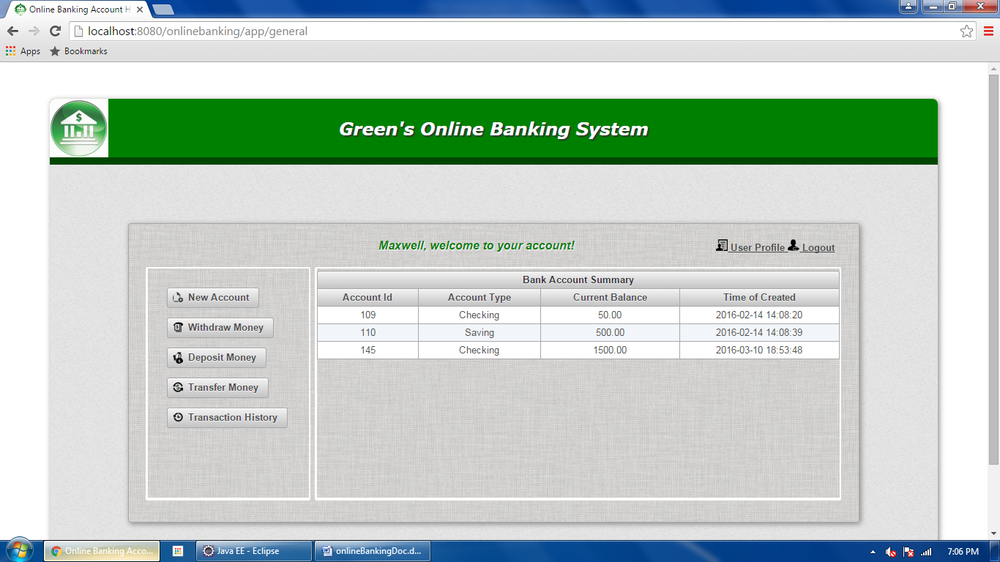 Online Banking Account H
localhost:8080/onlinebanking/app/general
Apps Bookmarks
$
Green's Online Banking System
Maxwell, welcome to your account!
User Profile Logout
New Account
Withdraw Money
Deposit Money
Transfer Money
Transaction History
Bank Account Summary
Account Id Account Type Current Balance Time of Created
109 Checking 50.00 2016-02-14 14:08:20
110 Saving 500.00 2016-02-14 14:08:39
145 Checking 1500.00 2016-03-10 18:53:48
Online Banking Acco... Java EE - Eclipse onlineBankingDoc.d... 7:06 PM